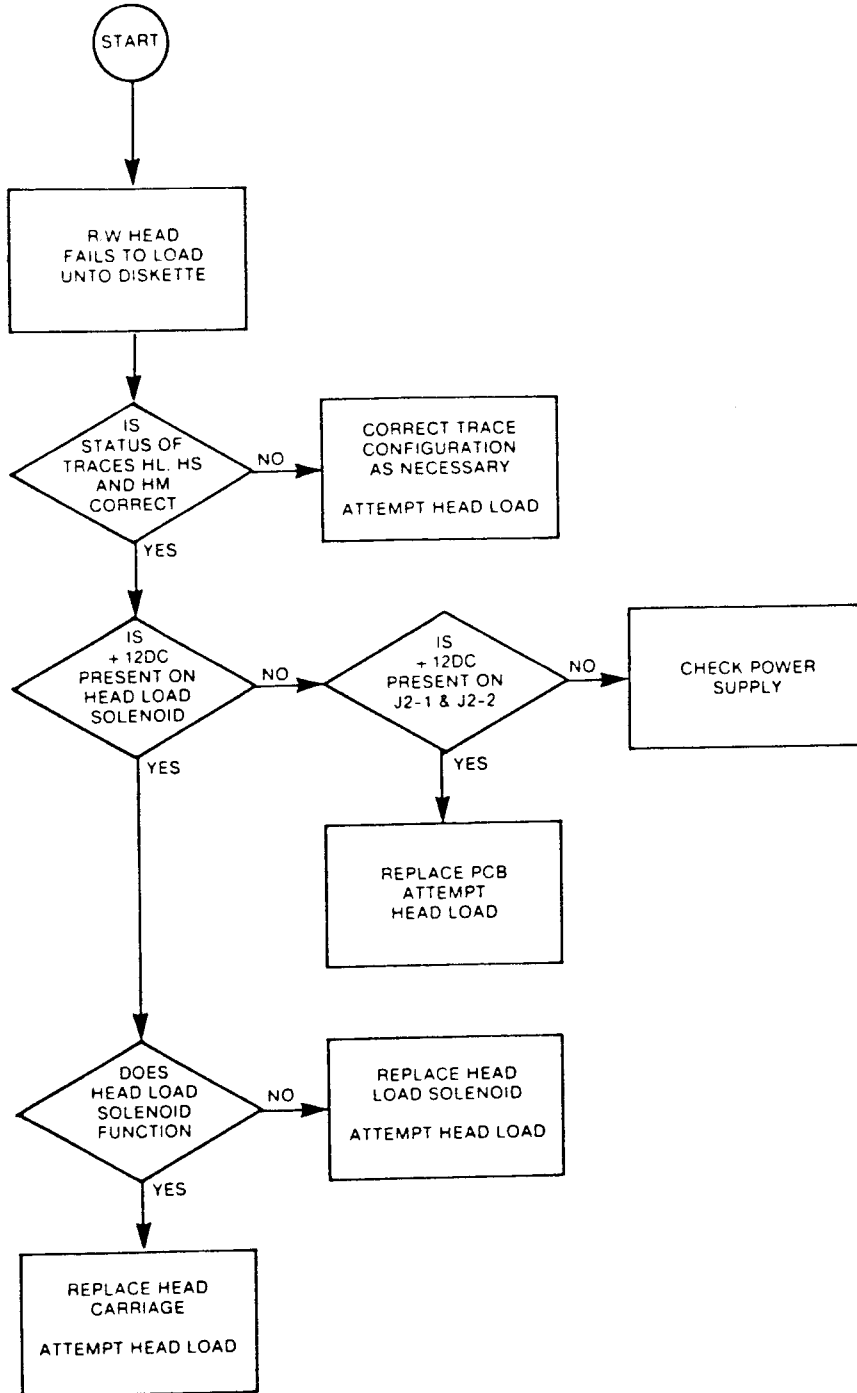 START
R/W HEAD
FAILS TO LOAD
UNTO DISKETTE
IS
STATUS OF
TRACES HL, HS
AND HM
CORRECT
NO
CORRECT TRACE
CONFIGURATION
AS NECESSARY
ATTEMPT HEAD LOAD
YES
IS
+ 12DC
PRESENT ON
HEAD LOAD
SOLENOID
NO
IS
+ 12DC
PRESENT ON
J2-1 & J2-2
NO
CHECK POWER
SUPPLY
YES
YES
REPLACE PCB
ATTEMPT
HEAD LOAD
DOES
HEAD LOAD
SOLENOID
FUNCTION
NO
REPLACE HEAD
LOAD SOLENOID
ATTEMPT HEAD LOAD
YES
REPLACE HEAD
CARRIAGE
ATTEMPT HEAD LOAD